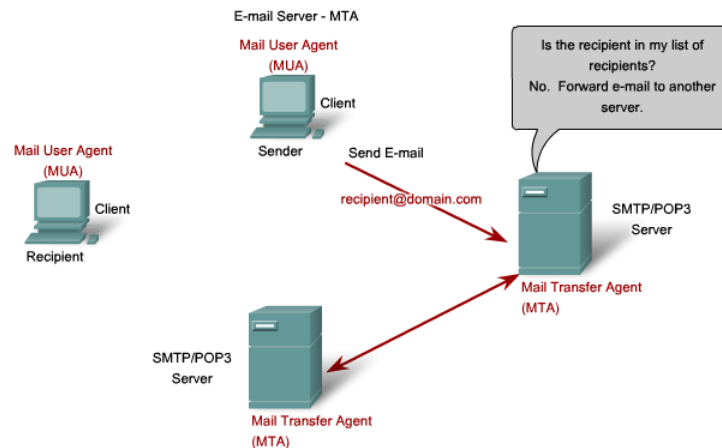 E-mail Server - MTA
Mail User Agent
(MUA)
Client
Sender
Is the recipient in my list of
recipients?
No. Forward e-mail to another
server.
Mail User Agent
(MUA)
Client
Recipient
Send E-mail
recipient@domain.com
SMTP/POP3
Server
Mail Transfer Agent
(MTA)
SMTP/POP3
Server
Mail Transfer Agent
(MTA)